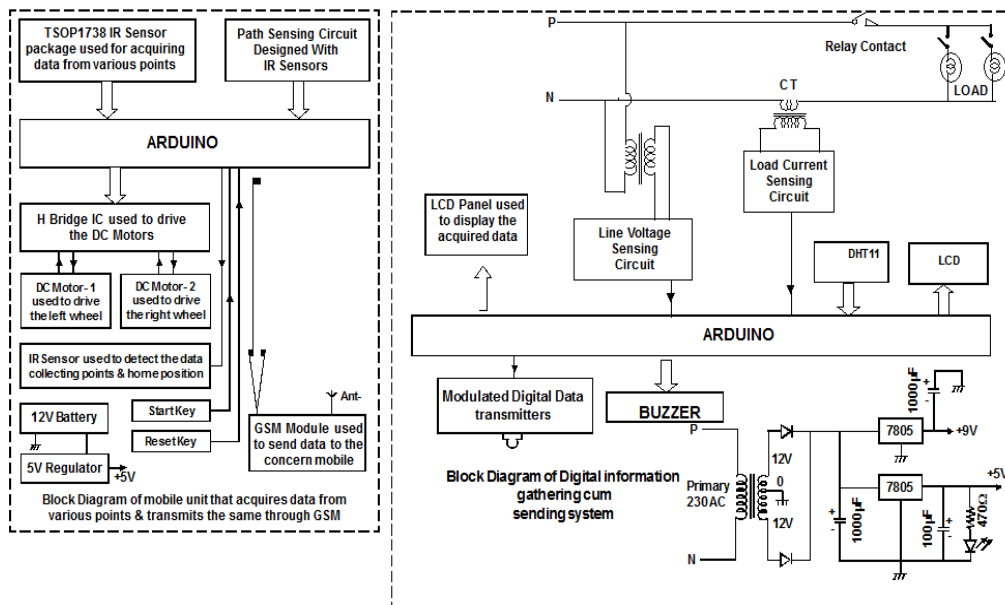 TSOP1738 IR Sensor
package used for acquiring
data from various points
Path Sensing Circuit
Designed With
IR Sensors
ARDUINO
H Bridge IC used to drive
the DC Motors
DC Motor- 1
used to drive
the left wheel
DC Motor- 2
used to drive
the right wheel
IR Sensor used to detect the data
collecting points & home position
12V Battery
5V Regulator
+5V
Start Key
Reset Key
Ant-
GSM Module used
to send data to the
concern mobile
Block Diagram of mobile unit that acquires data from
various points & transmits the same through GSM
P
N
Relay Contact
LOAD
C T
Load Current
Sensing
Circuit
LCD Panel used
to display the
acquired data
Line Voltage
Sensing
Circuit
DHT11
LCD
ARDUINO
Modulated Digital Data
transmitters
BUZZER
Block Diagram of Digital information
gathering cum
sending system
P
Primary
230AC
N
12V
0
12V
+
-
1000µF
7805
+
-
1000µF
+9V
7805
+5V
+
-
100µF
470Ω